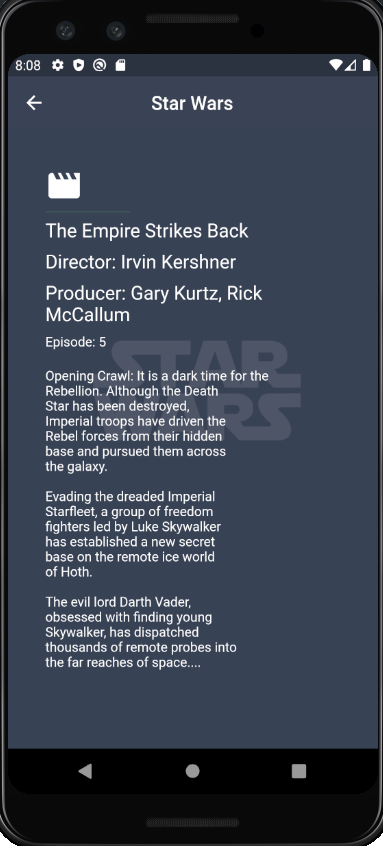 8:08
Star Wars
The Empire Strikes Back
Director: Irvin Kershner
Producer: Gary Kurtz, Rick
McCallum
Episode: 5
STAR
WARS
Opening Crawl: It is a dark time for the
Rebellion. Although the Death
Star has been destroyed,
Imperial troops have driven the
Rebel forces from their hidden
base and pursued them across
the galaxy.
Evading the dreaded Imperial
Starfleet, a group of freedom
fighters led by Luke Skywalker
has established a new secret
base on the remote ice world
of Hoth.
The evil lord Darth Vader,
obsessed with finding young
Skywalker, has dispatched
thousands of remote probes into
the far reaches of space....